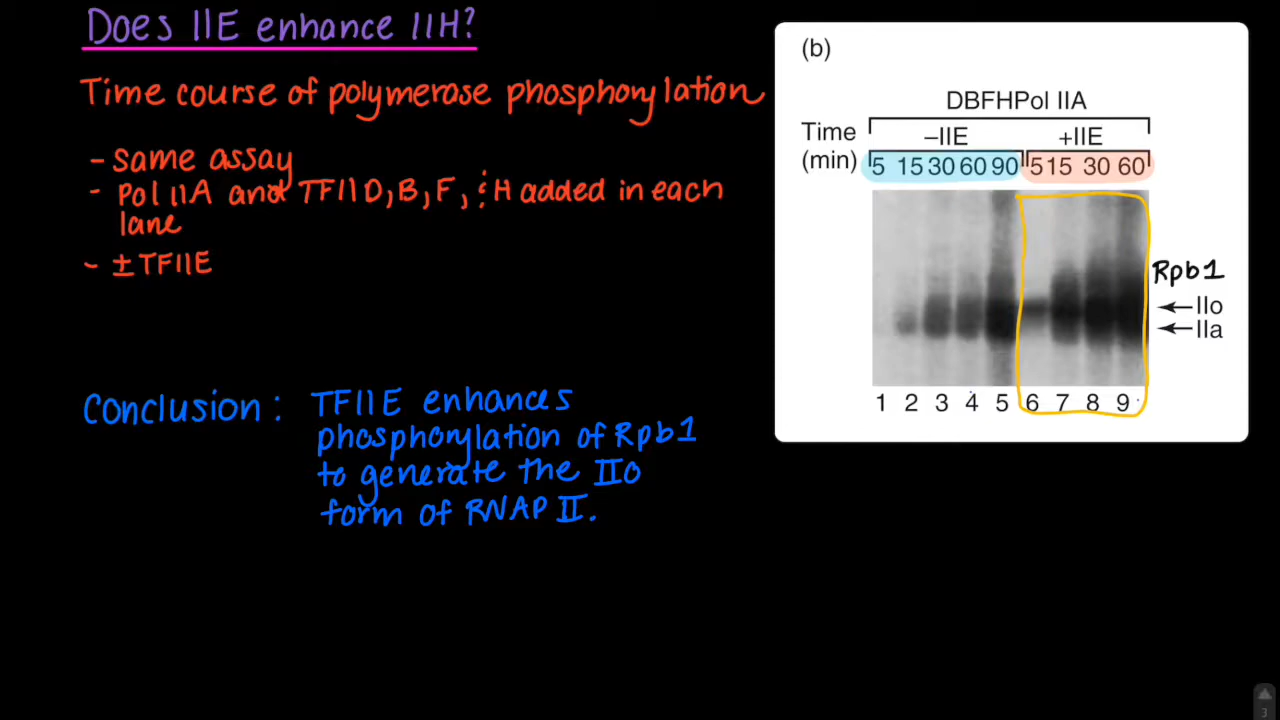 Does IIE enhance IIH?
Time course of polymerase phosphorylation
- same assay
- Pol IIA and TFIID, B, F, & H added in each
lane
- ± TFIIE
Conclusion: TFIIE enhances
phosphorylation of Rpb1
to generate the IIo
form of RNAP II.
(b)
DBFHPol IIA
Time
(min)
–IIE +IIE
5 15 30 60 90 5 15 30 60
Rpb1
IIo
IIa
1 2 3 4 5 6 7 8 9
3